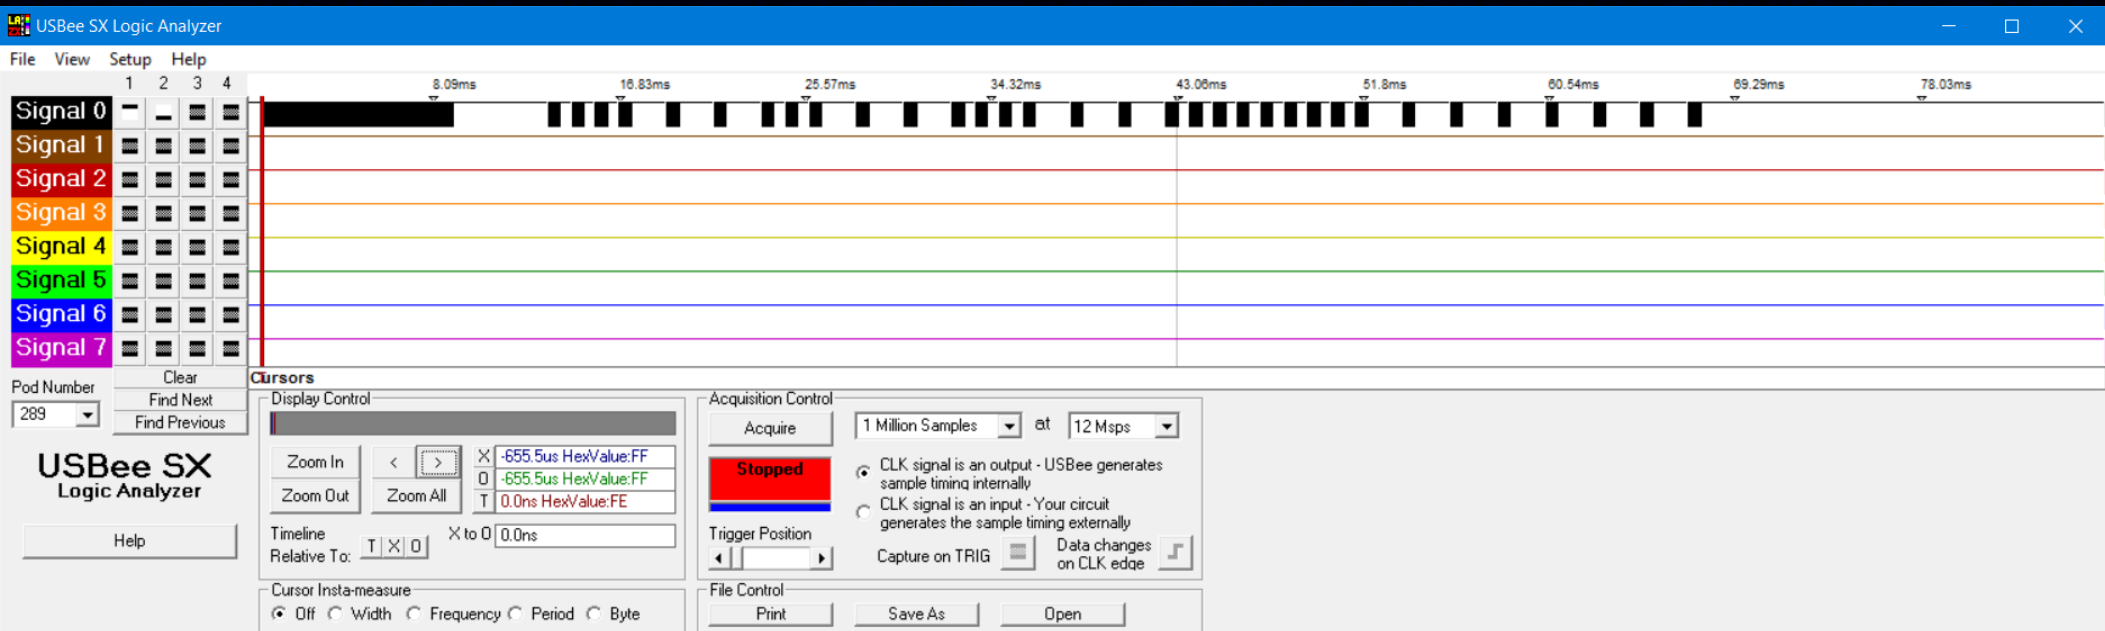 USBee SX Logic Analyzer
File View Setup Help
1 2 3 4
8.09ms 16.83ms 25.57ms 34.32ms 43.06ms 51.8ms 60.54ms 69.29ms 78.03ms
Signal 0
Signal 1
Signal 2
Signal 3
Signal 4
Signal 5
Signal 6
Signal 7
Clear
Find Next
Find Previous
Pod Number
289
USBee SX
Logic Analyzer
Help
Cursors
Display Control
Zoom In < >
Zoom Out Zoom All
X -655.5us HexValue:FF
O -655.5us HexValue:FF
T 0.0ns HexValue:FE
Timeline
Relative To: T X O
X to O 0.0ns
Cursor Insta-measure
Off Width Frequency Period Byte
Acquisition Control
Acquire 1 Million Samples at 12 Msps
Stopped
CLK signal is an output - USBee generates
sample timing internally
CLK signal is an input - Your circuit
generates the sample timing externally
Trigger Position
Capture on TRIG
Data changes
on CLK edge
File Control
Print Save As Open